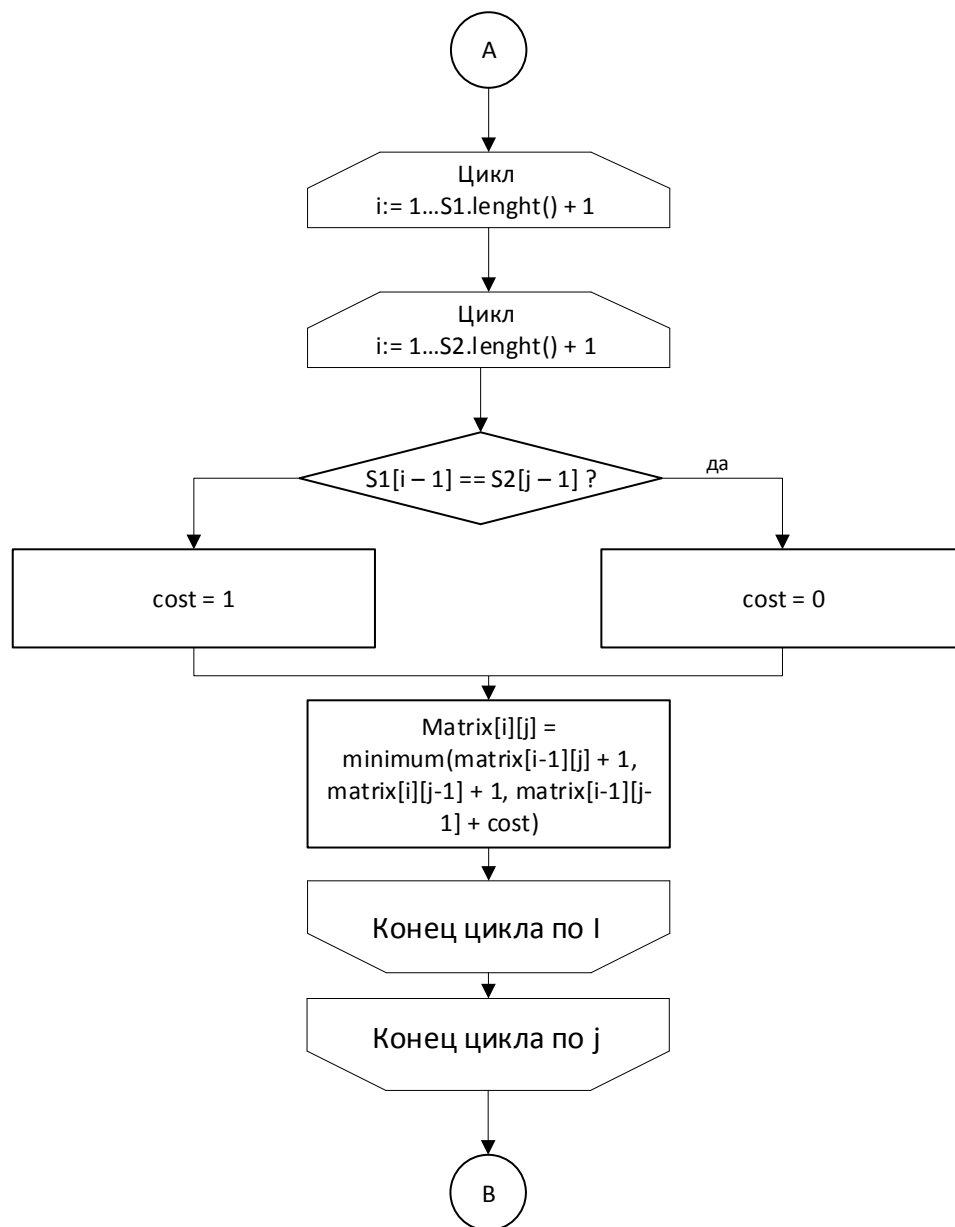 A
Цикл
i:= 1...S1.lenght() + 1
Цикл
i:= 1...S2.lenght() + 1
S1[i – 1] == S2[j – 1] ?
да
cost = 1
cost = 0
Matrix[i][j] =
minimum(matrix[i-1][j] + 1,
matrix[i][j-1] + 1, matrix[i-1][j-
1] + cost)
Конец цикла по I
Конец цикла по j
B